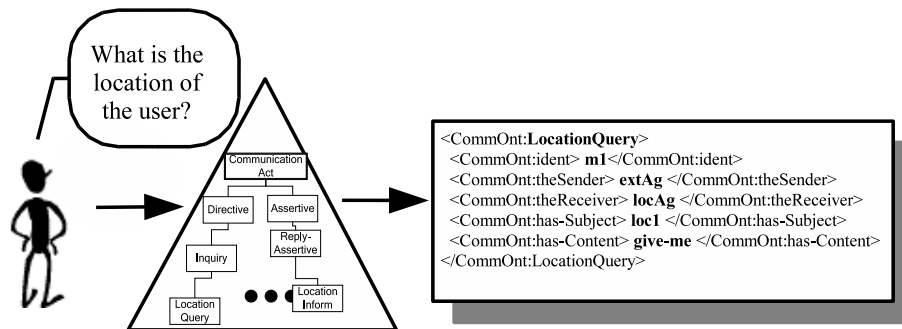 What is the
location of
the user?
Communication
Act
Directive
Assertive
Inquiry
Reply-
Assertive
Location
Query
Location
Inform
<CommOnt:LocationQuery>
<CommOnt:ident> m1</CommOnt:ident>
<CommOnt:theSender> extAg </CommOnt:theSender>
<CommOnt:theReceiver> locAg </CommOnt:theReceiver>
<CommOnt:has-Subject> loc1 </CommOnt:has-Subject>
<CommOnt:has-Content> give-me </CommOnt:has-Content>
</CommOnt:LocationQuery>